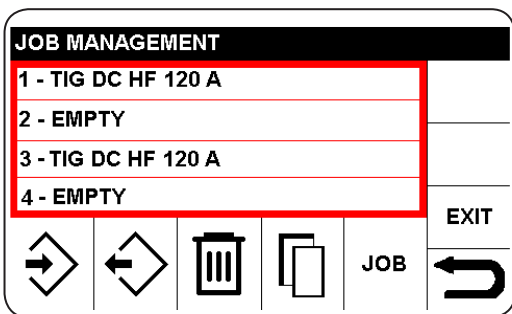 JOB MANAGEMENT
1 - TIG DC HF 120 A
2 - EMPTY
3 - TIG DC HF 120 A
4 - EMPTY
EXIT
JOB